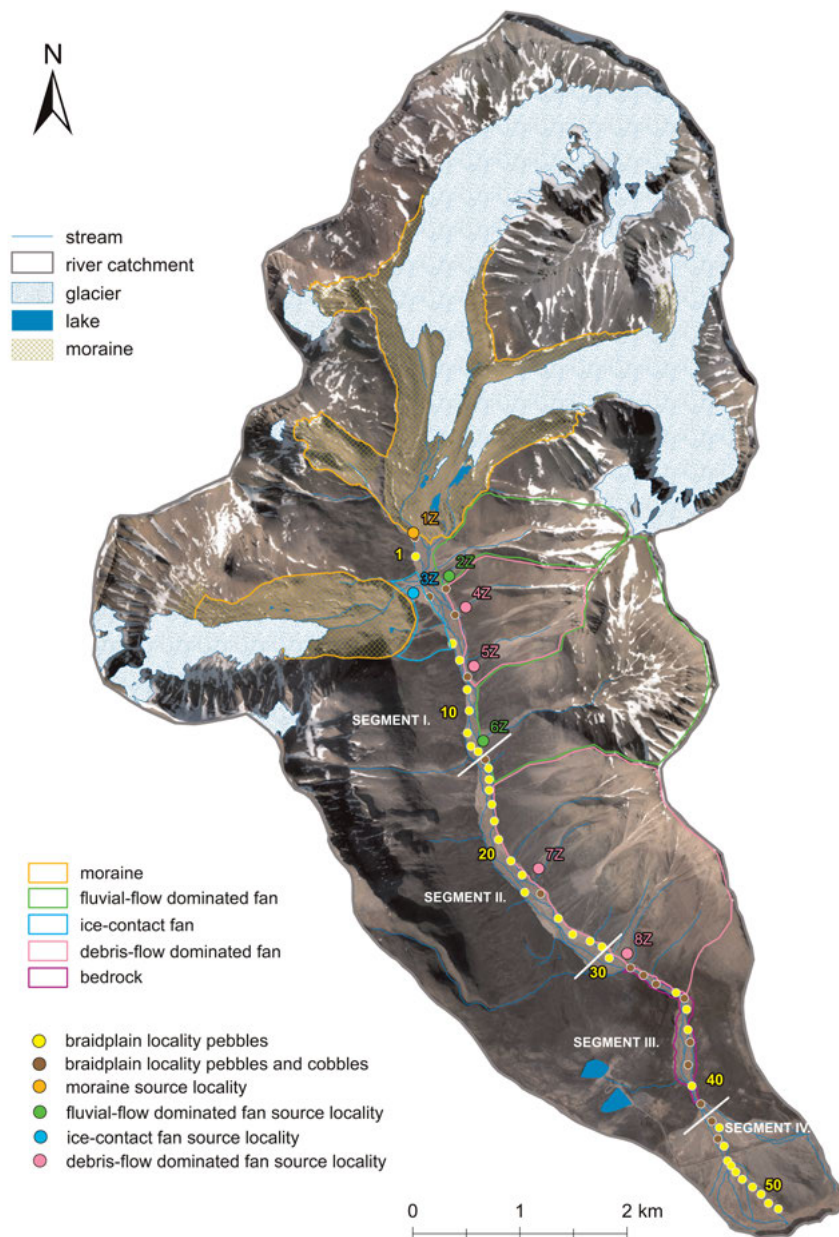 N
stream
river catchment
glacier
lake
moraine
1Z
1
2Z
3Z
4Z
5Z
10
SEGMENT I.
6Z
20
7Z
SEGMENT II.
8Z
30
moraine
fluvial-flow dominated fan
ice-contact fan
debris-flow dominated fan
bedrock
SEGMENT III.
40
SEGMENT IV.
50
braidplain locality pebbles
braidplain locality pebbles and cobbles
moraine source locality
fluvial-flow dominated fan source locality
ice-contact fan source locality
debris-flow dominated fan source locality
0 1 2 km